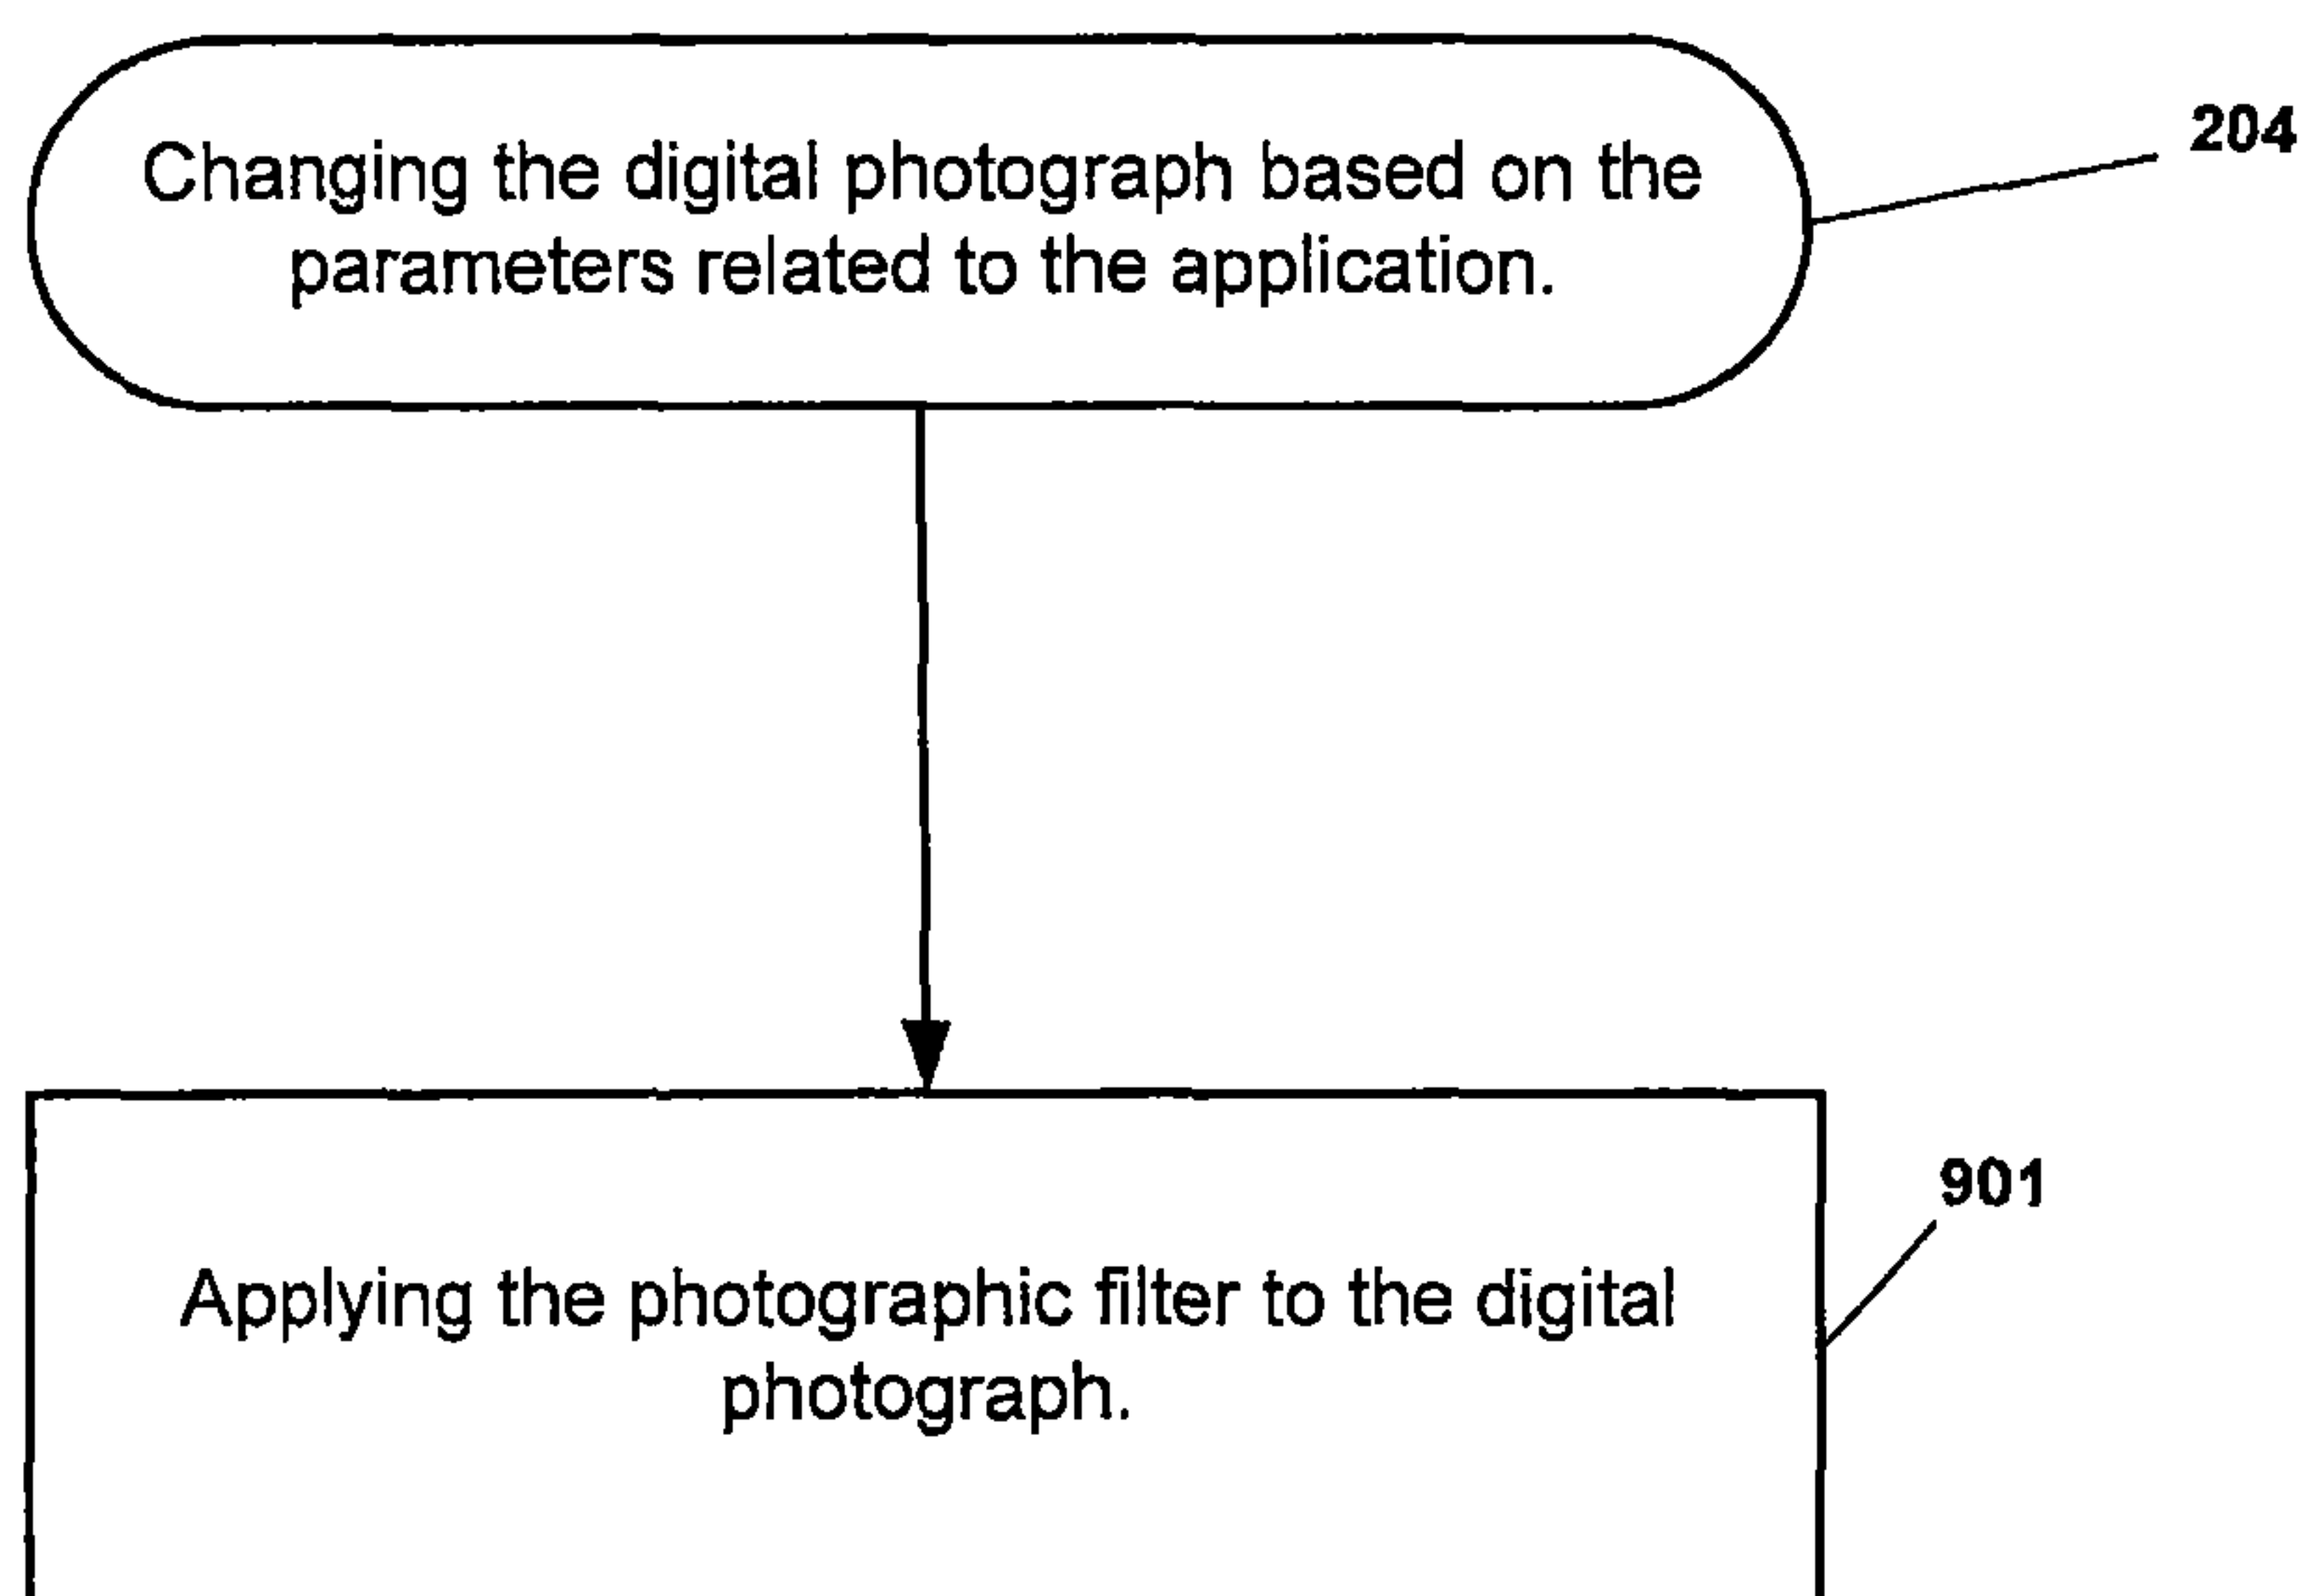 Changing the digital photograph based on the
parameters related to the application.
204
901
Applying the photographic filter to the digital
photograph.